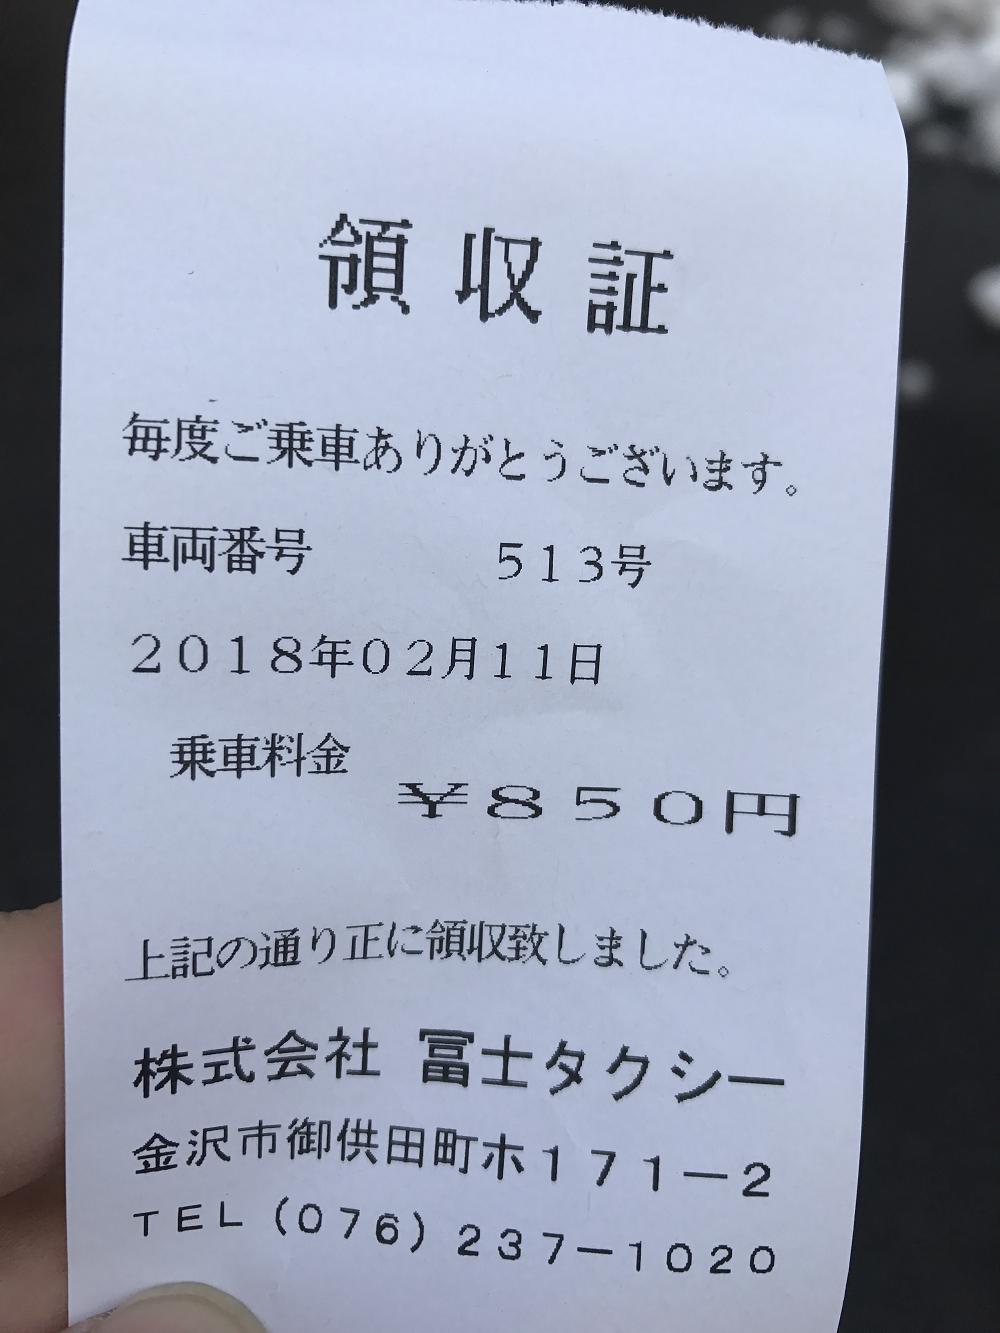 領収証
毎度ご乗車ありがとうございます。
車両番号 513号
2018年02月11日
乗車料金
¥850円
上記の通り正に領収致しました。
株式会社 冨士タクシー
金沢市御供田町ホ171-2
TEL(076)237-1020